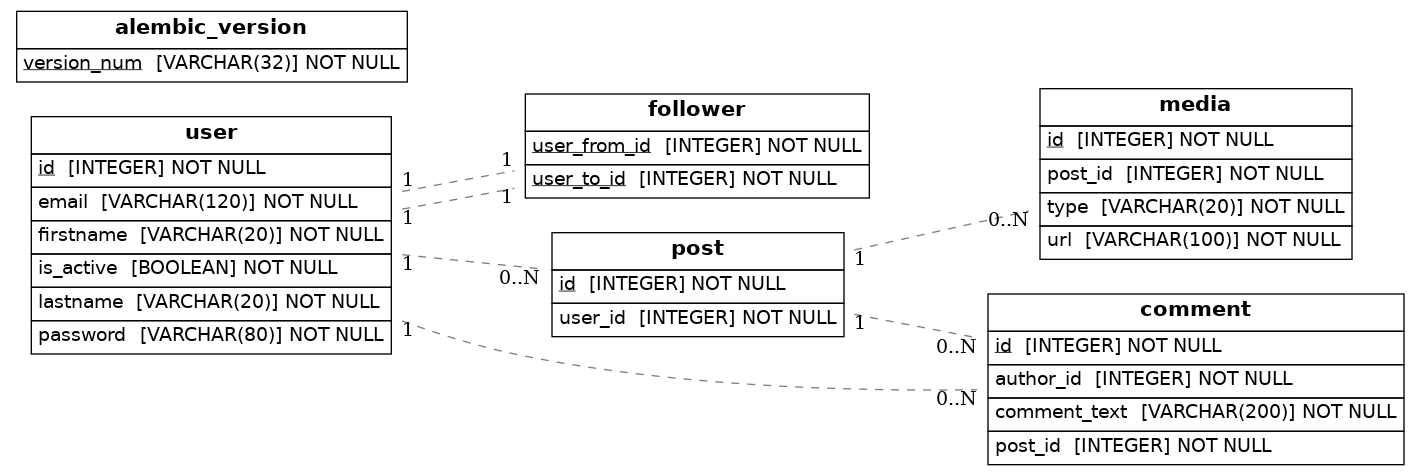 alembic_version
version_num [VARCHAR(32)] NOT NULL
user
id [INTEGER] NOT NULL
email [VARCHAR(120)] NOT NULL
firstname [VARCHAR(20)] NOT NULL
is_active [BOOLEAN] NOT NULL
lastname [VARCHAR(20)] NOT NULL
password [VARCHAR(80)] NOT NULL
1
1
1
1
follower
user_from_id [INTEGER] NOT NULL
user_to_id [INTEGER] NOT NULL
1
1
0..N
post
id [INTEGER] NOT NULL
user_id [INTEGER] NOT NULL
1
1
0..N
media
id [INTEGER] NOT NULL
post_id [INTEGER] NOT NULL
type [VARCHAR(20)] NOT NULL
url [VARCHAR(100)] NOT NULL
0..N
0..N
comment
id [INTEGER] NOT NULL
author_id [INTEGER] NOT NULL
comment_text [VARCHAR(200)] NOT NULL
post_id [INTEGER] NOT NULL